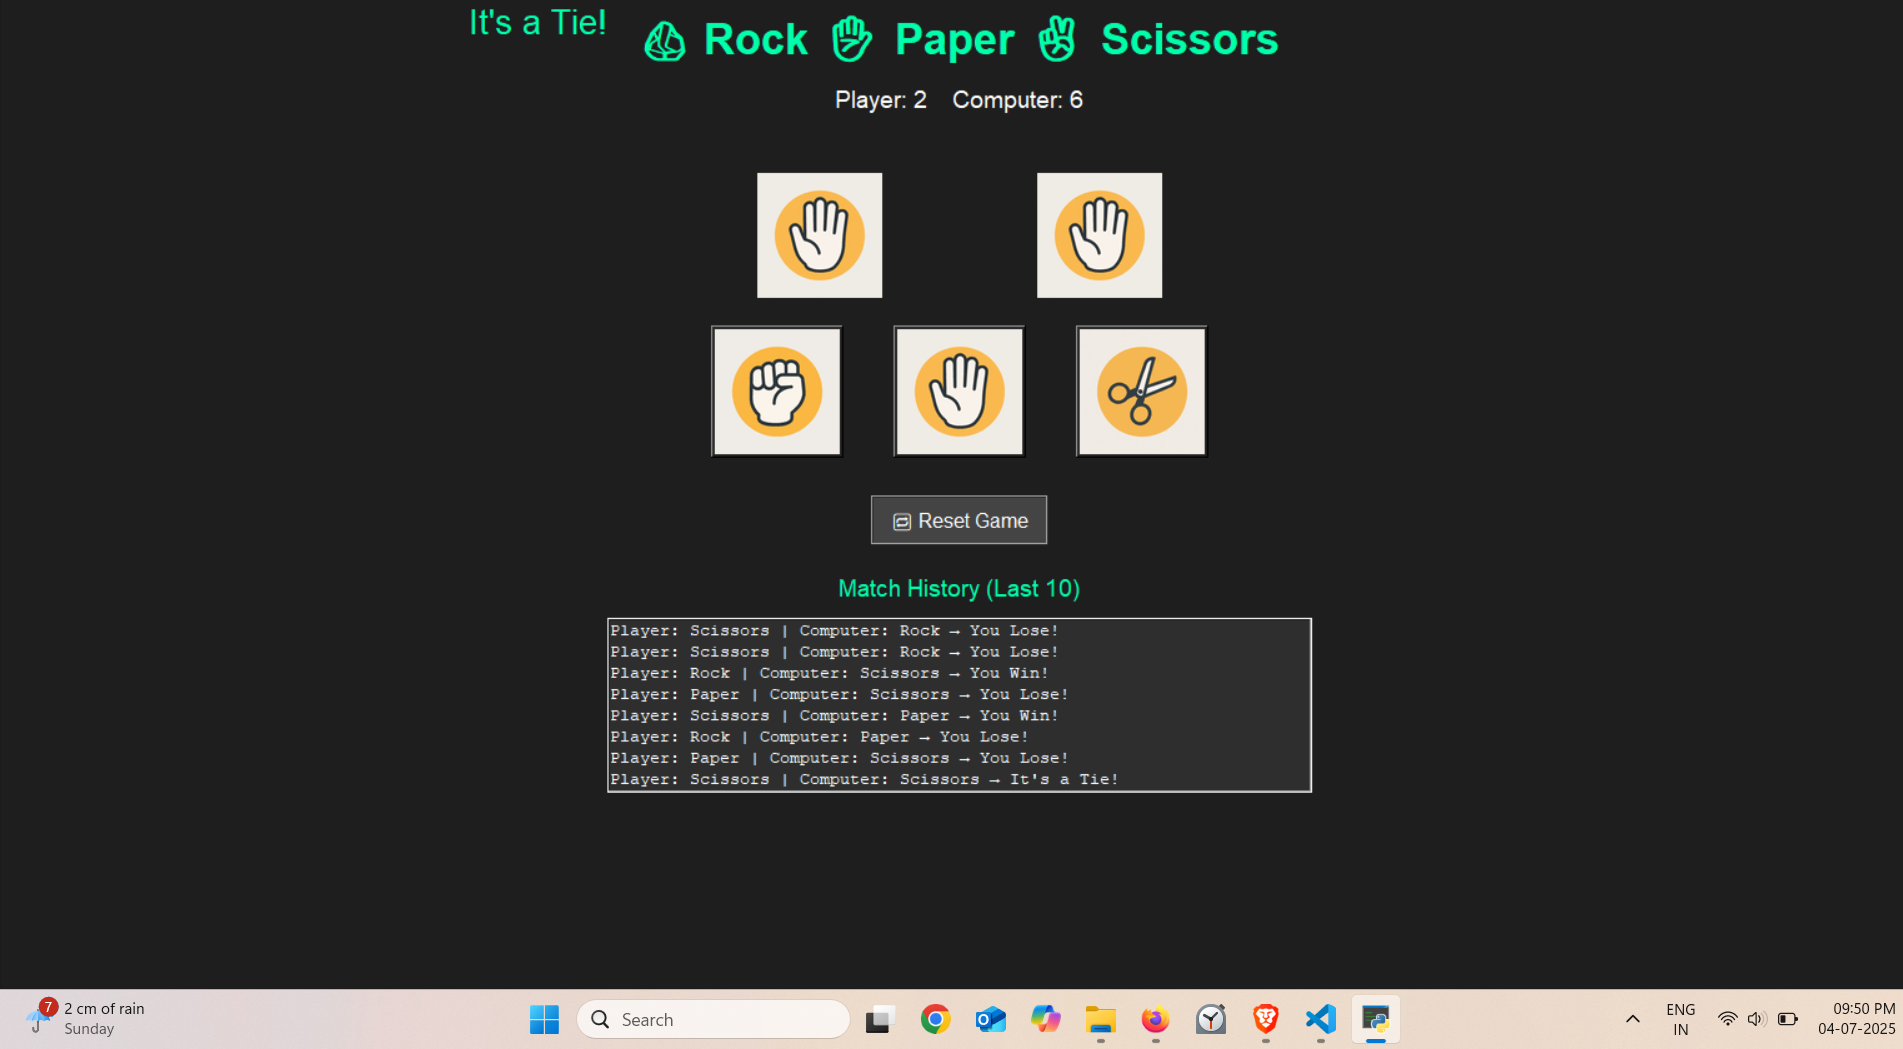 It's a Tie!
Rock Paper Scissors
Player: 2 Computer: 6
Reset Game
Match History (Last 10)
Player: Scissors | Computer: Rock → You Lose!
Player: Scissors | Computer: Rock → You Lose!
Player: Rock | Computer: Scissors → You Win!
Player: Paper | Computer: Scissors → You Lose!
Player: Scissors | Computer: Paper → You Win!
Player: Rock | Computer: Paper → You Lose!
Player: Paper | Computer: Scissors → You Lose!
Player: Scissors | Computer: Scissors → It's a Tie!
7
2 cm of rain
Sunday
Search
ENG
IN
09:50 PM
04-07-2025